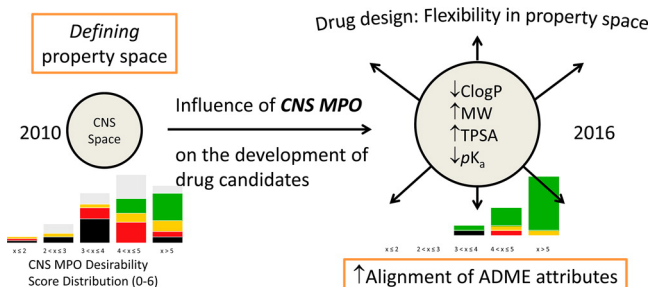 Defining
property space
2010
CNS
Space
Influence of CNS MPO
on the development of
drug candidates
x ≤ 2
2 < x ≤ 3
3 < x ≤ 4
4 < x ≤ 5
x > 5
CNS MPO Desirability
Score Distribution (0-6)
Drug design: Flexibility in property space
↓ClogP
↑MW
↑TPSA
↓pKa
2016
x ≤ 2
2 < x ≤ 3
3 < x ≤ 4
4 < x ≤ 5
x > 5
↑Alignment of ADME attributes